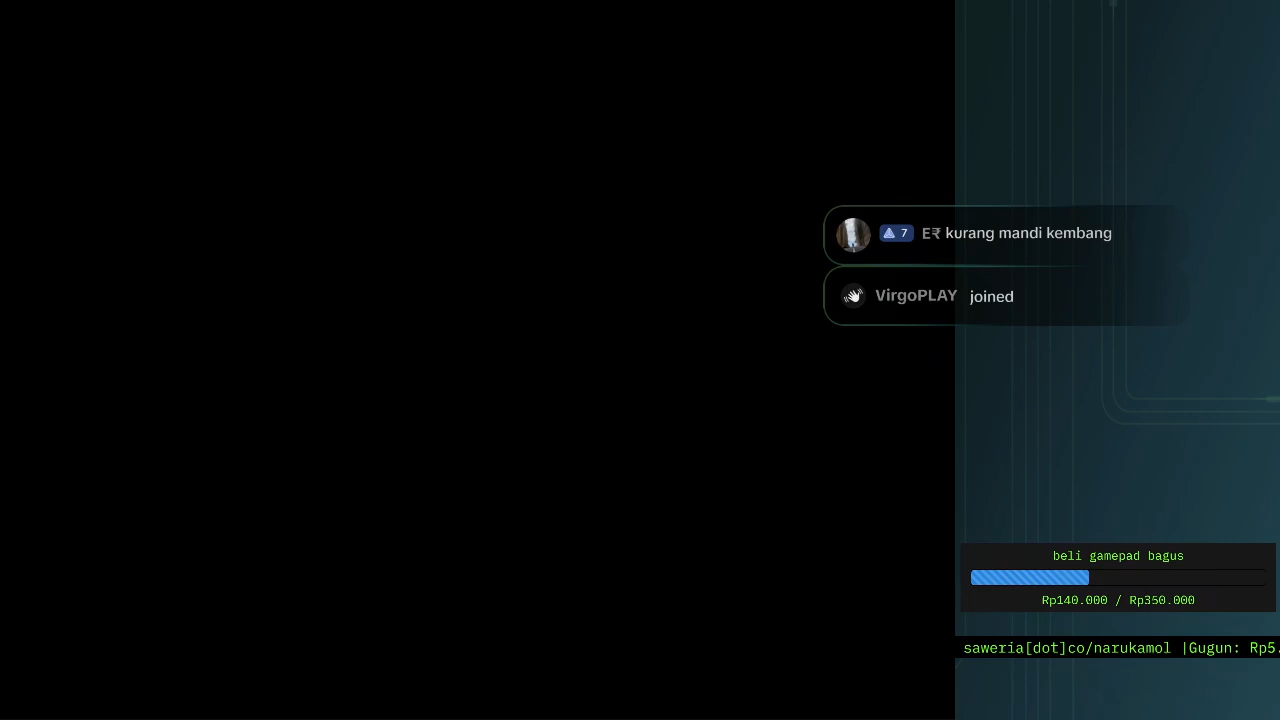 7 E₹ kurang mandi kembang
VirgoPLAY joined
beli gamepad bagus
Rp140.000 / Rp350.000
saweria[dot]co/narukamol |Gugun: Rp5.